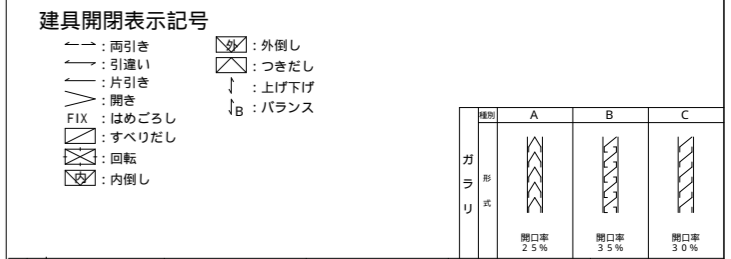 建具開閉表示記号
：両引き
：引違い
：片引き
：開き
FIX ：はめごろし
：すべりだし
：回転
内 ：内倒し
外 ：外倒し
：つきだし
：上げ下げ
B ：バランス
種別 A B C
ガラリ
形式
開口率 25%
開口率 35%
開口率 30%